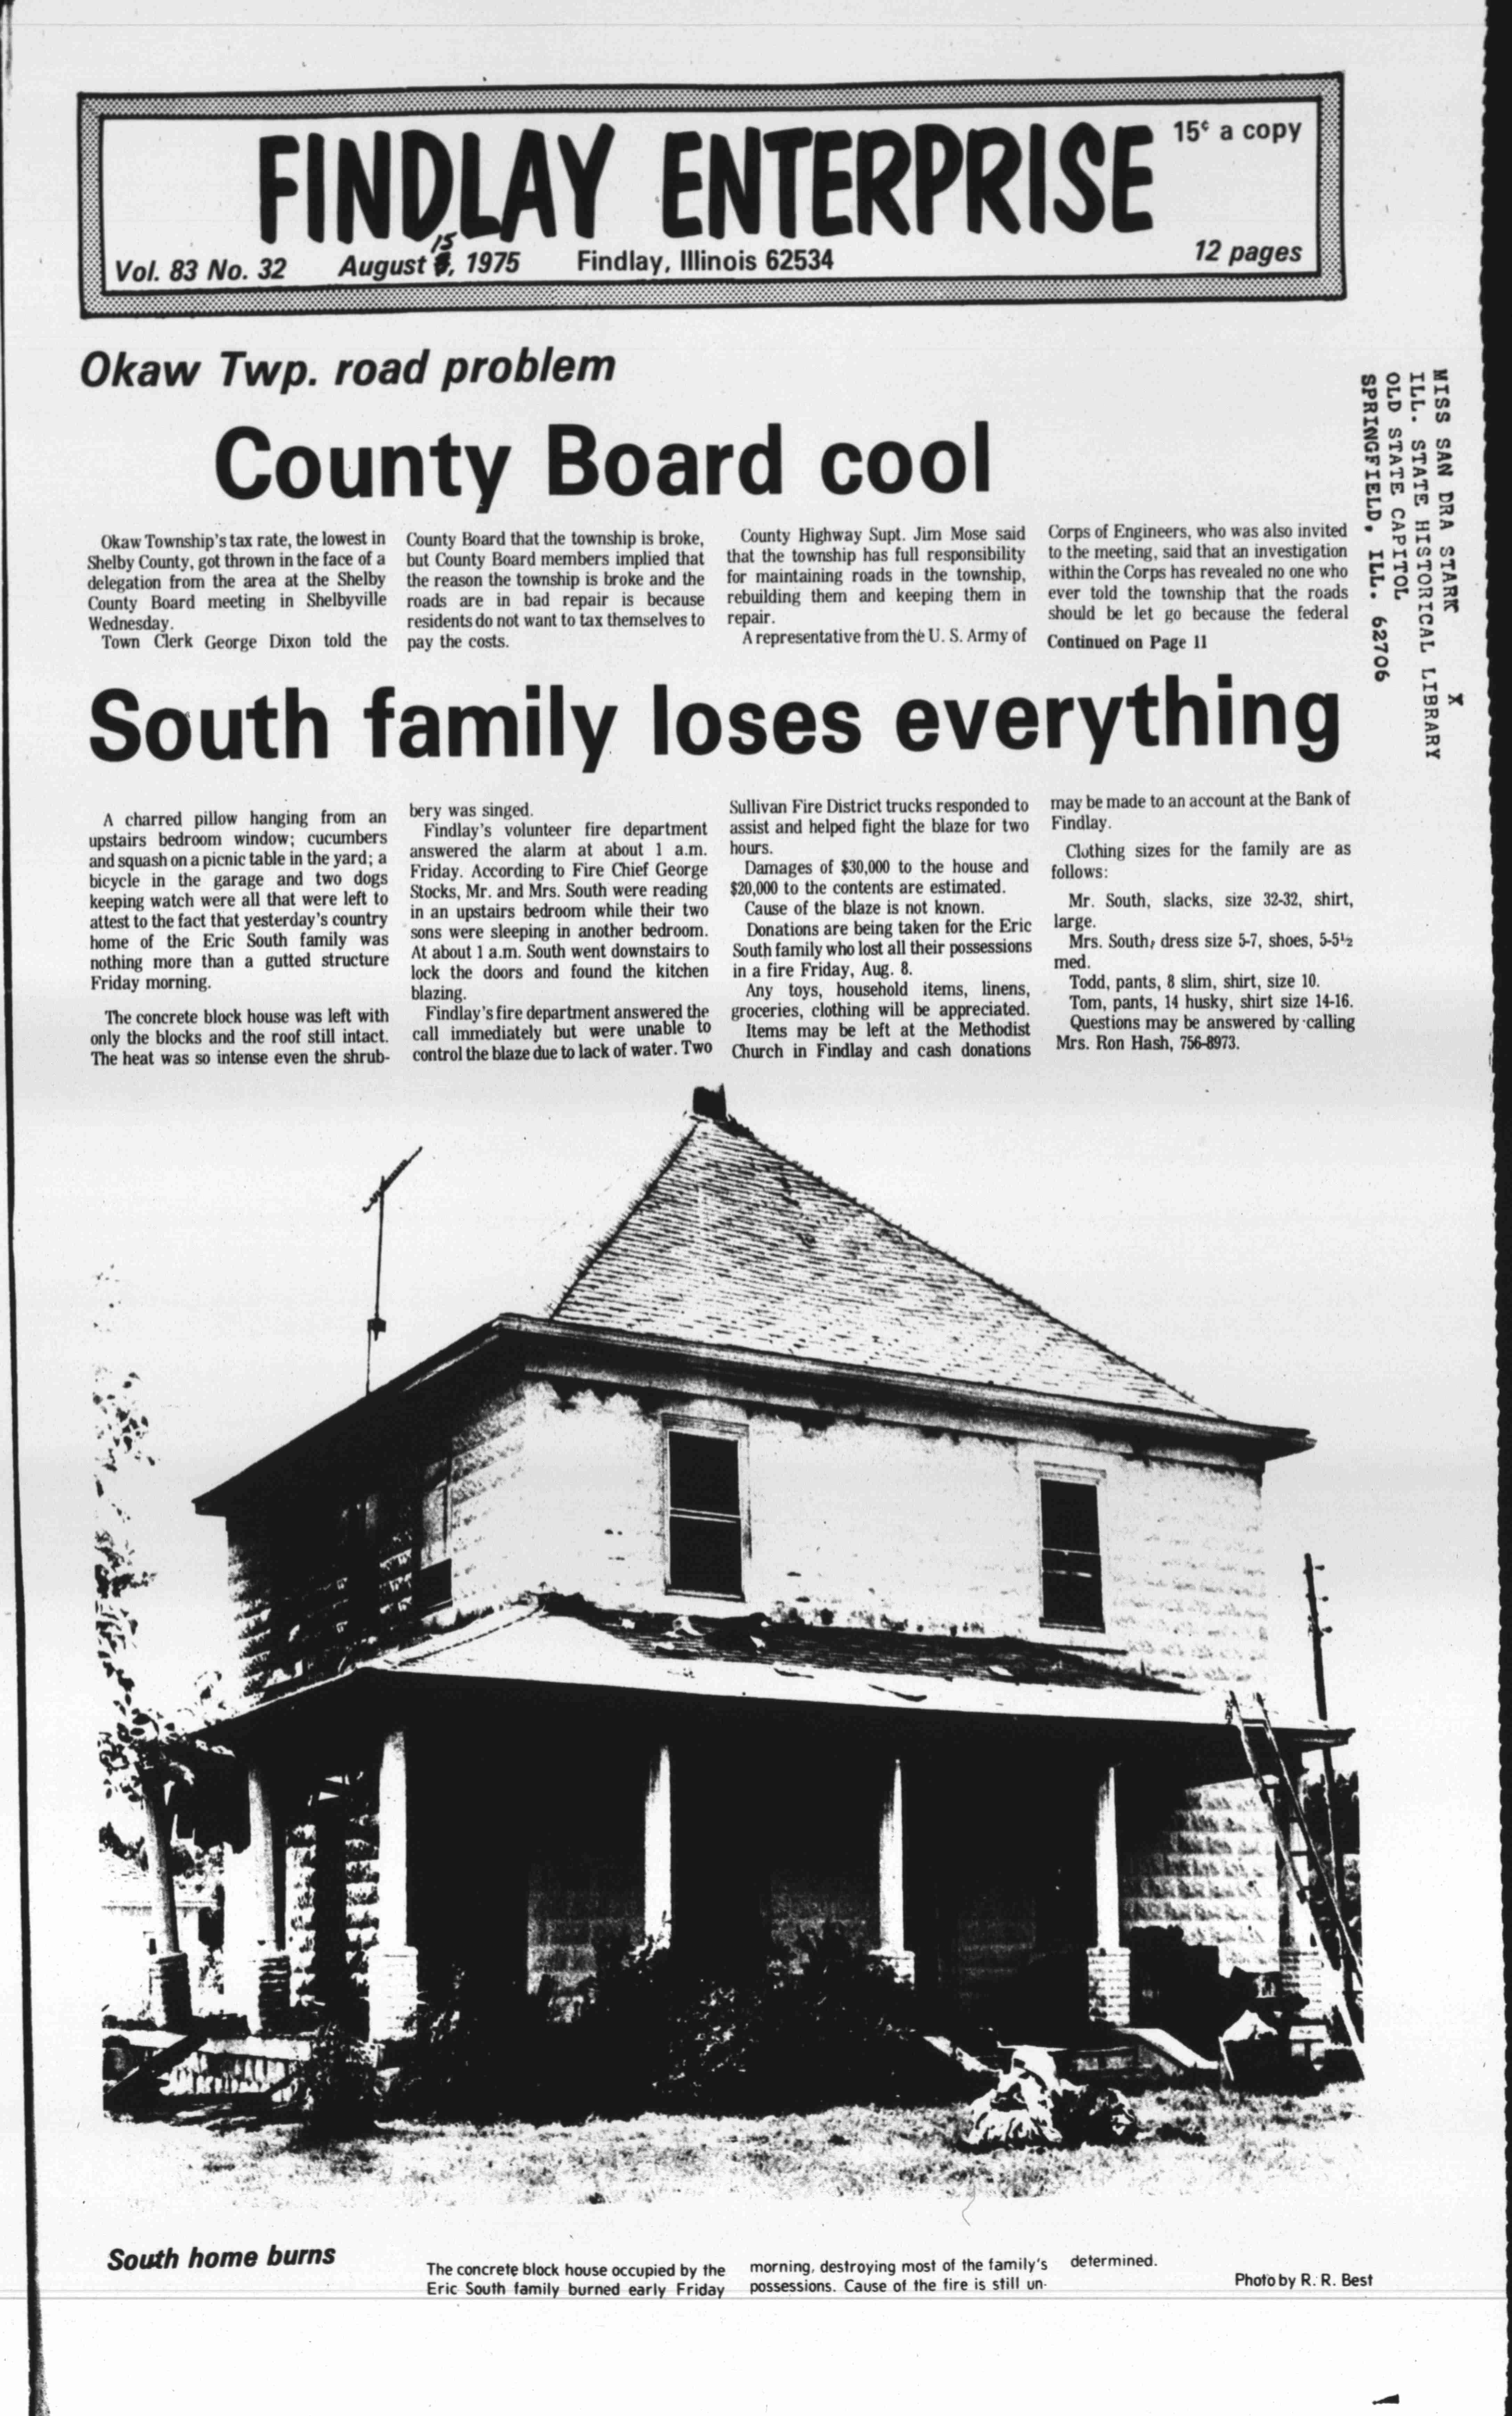 FINDLAY ENTERPRISE
15¢ a copy
Vol. 83 No. 32 August 15, 1975 Findlay, Illinois 62534
12 pages
MISS SAN DRA STARK X
ILL. STATE HISTORICAL LIBRARY
OLD STATE CAPITOL
SPRINGFIELD, ILL. 62706
Okaw Twp. road problem
County Board cool
Okaw Township's tax rate, the lowest in
Shelby County, got thrown in the face of a
delegation from the area at the Shelby
County Board meeting in Shelbyville
Wednesday.
Town Clerk George Dixon told the
County Board that the township is broke,
but County Board members implied that
the reason the township is broke and the
roads are in bad repair is because
residents do not want to tax themselves to
pay the costs.
County Highway Supt. Jim Mose said
that the township has full responsibility
for maintaining roads in the township,
rebuilding them and keeping them in
repair.
A representative from the U. S. Army of
Corps of Engineers, who was also invited
to the meeting, said that an investigation
within the Corps has revealed no one who
ever told the township that the roads
should be let go because the federal
Continued on Page 11
South family loses everything
A charred pillow hanging from an
upstairs bedroom window; cucumbers
and squash on a picnic table in the yard; a
bicycle in the garage and two dogs
keeping watch were all that were left to
attest to the fact that yesterday's country
home of the Eric South family was
nothing more than a gutted structure
Friday morning.
The concrete block house was left with
only the blocks and the roof still intact.
The heat was so intense even the shrub-
bery was singed.
Findlay's volunteer fire department
answered the alarm at about 1 a.m.
Friday. According to Fire Chief George
Stocks, Mr. and Mrs. South were reading
in an upstairs bedroom while their two
sons were sleeping in another bedroom.
At about 1 a.m. South went downstairs to
lock the doors and found the kitchen
blazing.
Findlay's fire department answered the
call immediately but were unable to
control the blaze due to lack of water. Two
Sullivan Fire District trucks responded to
assist and helped fight the blaze for two
hours.
Damages of $30,000 to the house and
$20,000 to the contents are estimated.
Cause of the blaze is not known.
Donations are being taken for the Eric
South family who lost all their possessions
in a fire Friday, Aug. 8.
Any toys, household items, linens,
groceries, clothing will be appreciated.
Items may be left at the Methodist
Church in Findlay and cash donations
may be made to an account at the Bank of
Findlay.
Clothing sizes for the family are as
follows:
Mr. South, slacks, size 32-32, shirt,
large.
Mrs. South, dress size 5-7, shoes, 5-5½
med.
Todd, pants, 8 slim, shirt, size 10.
Tom, pants, 14 husky, shirt size 14-16.
Questions may be answered by calling
Mrs. Ron Hash, 756-8973.
South home burns
The concrete block house occupied by the
Eric South family burned early Friday
morning, destroying most of the family's
possessions. Cause of the fire is still un-
determined.
Photo by R. R. Best